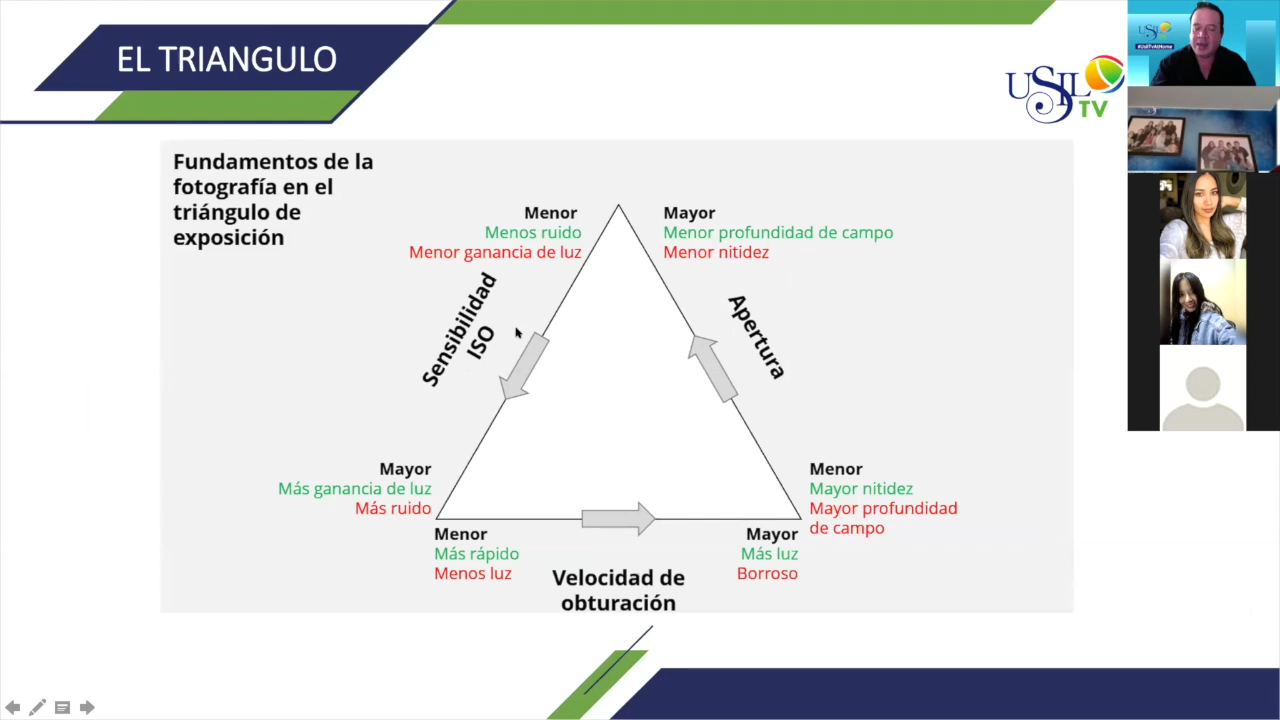 EL TRIANGULO
USIL
TV
Fundamentos de la
fotografía en el
triángulo de
exposición
Menor
Menos ruido
Menor ganancia de luz
Mayor
Menor profundidad de campo
Menor nitidez
Sensibilidad
ISO
Apertura
Mayor
Más ganancia de luz
Más ruido
Menor
Mayor nitidez
Mayor profundidad
de campo
Menor
Más rápido
Menos luz
Mayor
Más luz
Borroso
Velocidad de
obturación
USIL
#UsilTvAtHome